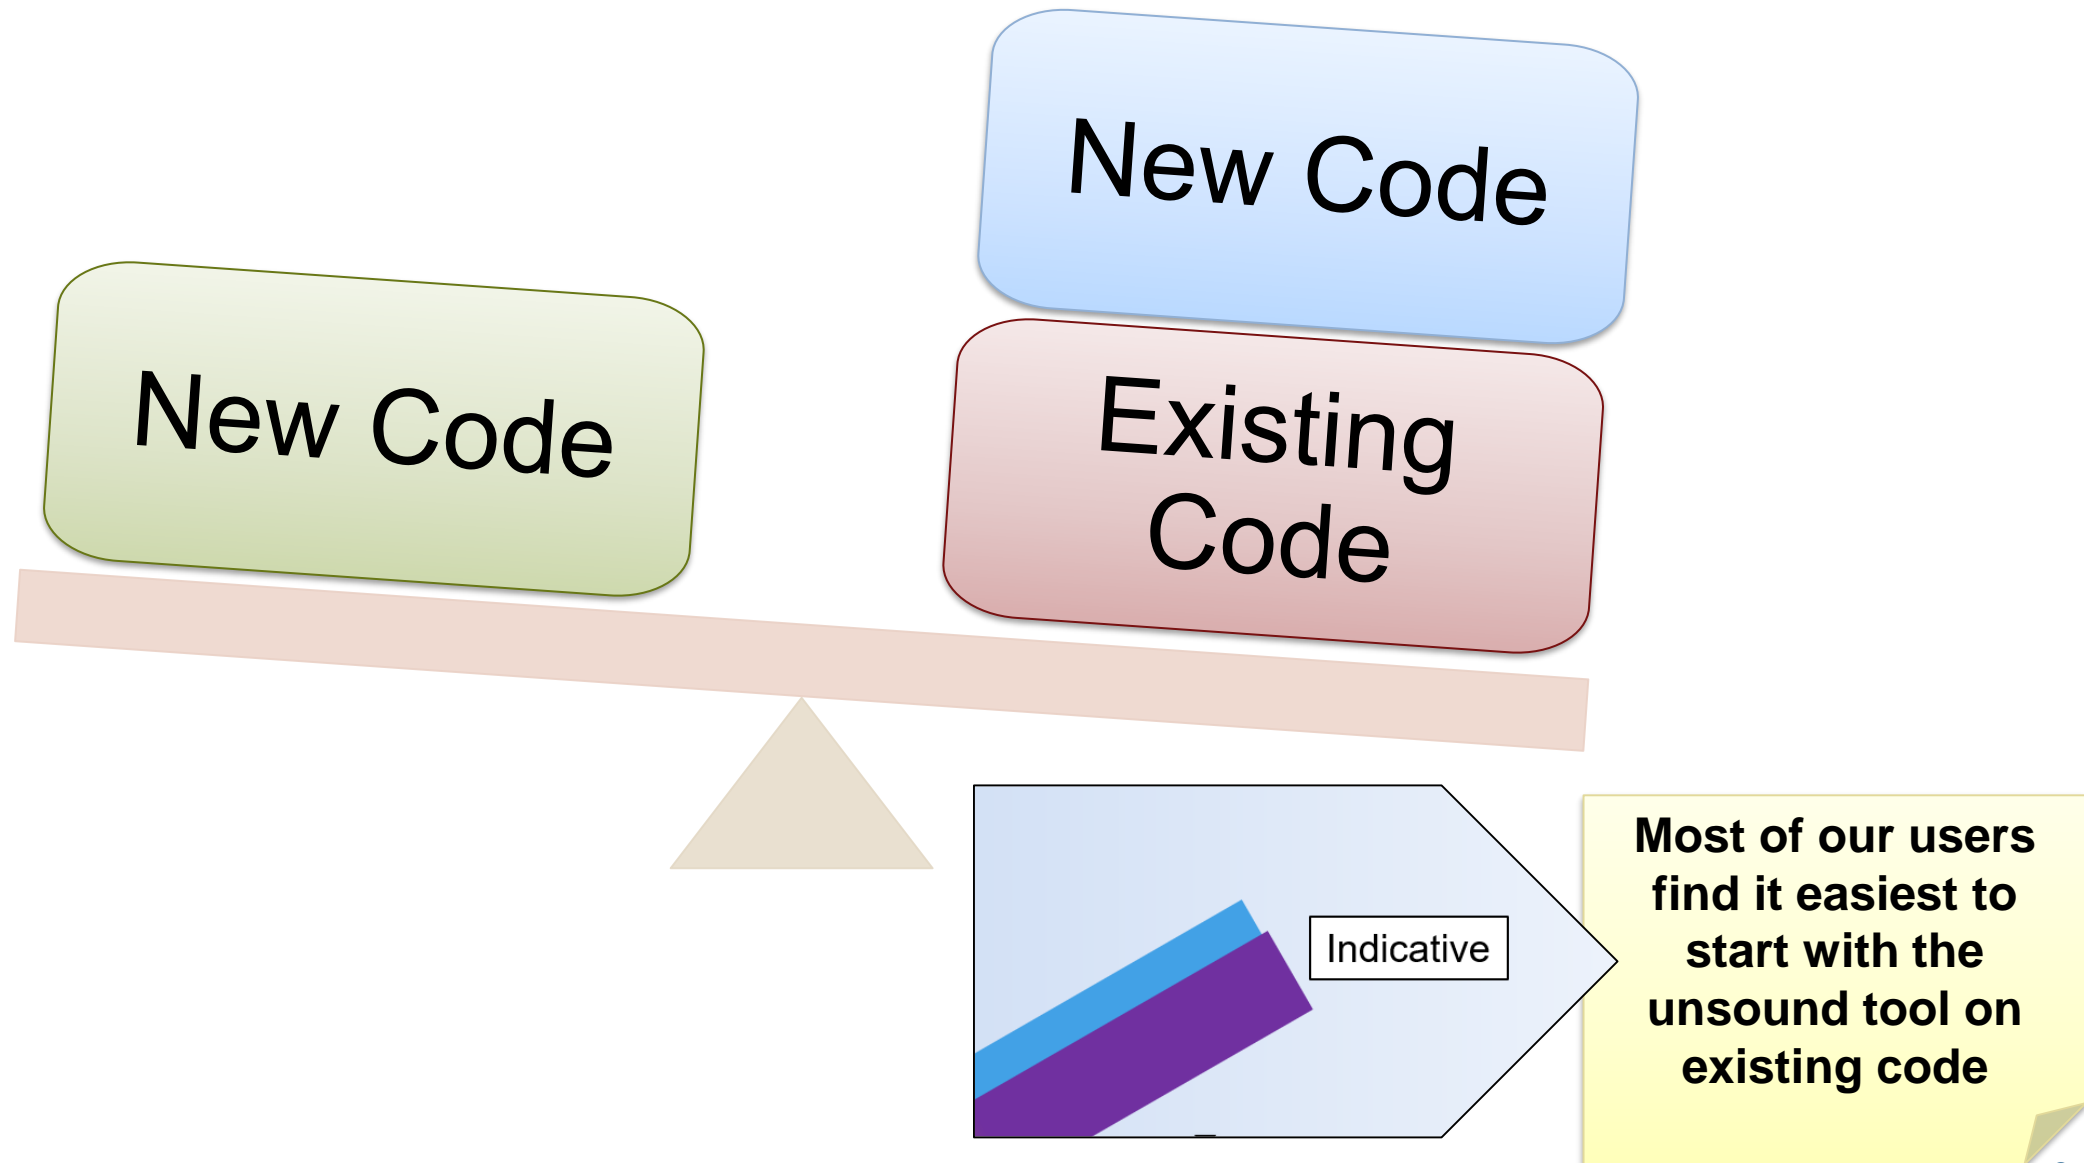 New Code
New Code
Existing
Code
Indicative
Most of our users
find it easiest to
start with the
unsound tool on
existing code